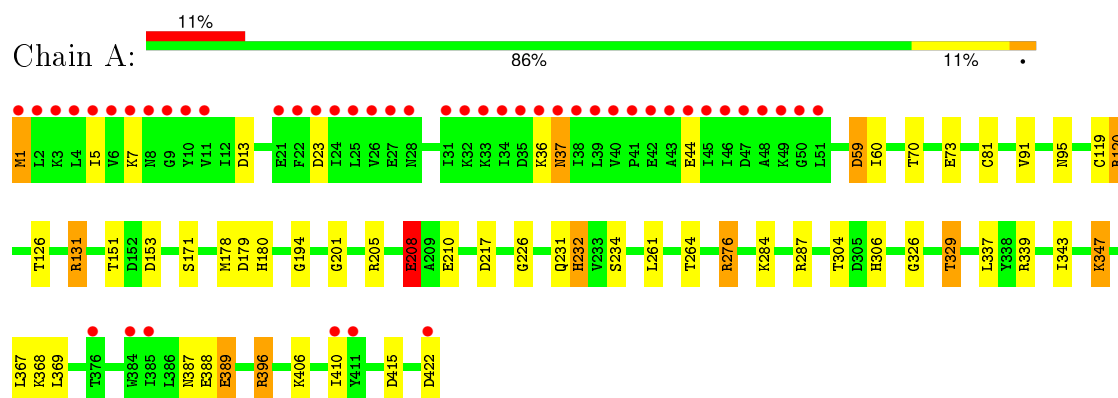 11%
Chain A:
86% 11% •
M1 L2 K3 L4 I5 V6 K7 N8 G9 Y10 V11 I12 D13 E21 F22 D23 I24 L25 V26 E27 N28 I31 K32 K33 I34 D35 K36 N37 I38 L39 V40 P41 E42 A43 E44 I45 I46 D47 A48 K49 G50 L51 D59 I60 T70 E73 C81 V91 N95 C119
T126 R131 T151 D152 D153 S171 M178 D179 H180 G194 G201 R205 E208 A209 E210 D217 G226 Q231 H232 V233 S234 L261 T264 R276 K284 R287 T304 D305 H306 G326 T329 L337 Y338 R339 I343 K347
L367 K368 L369 T376 W384 I385 L386 N387 E388 E389 R396 K406 I410 Y411 D415 D422